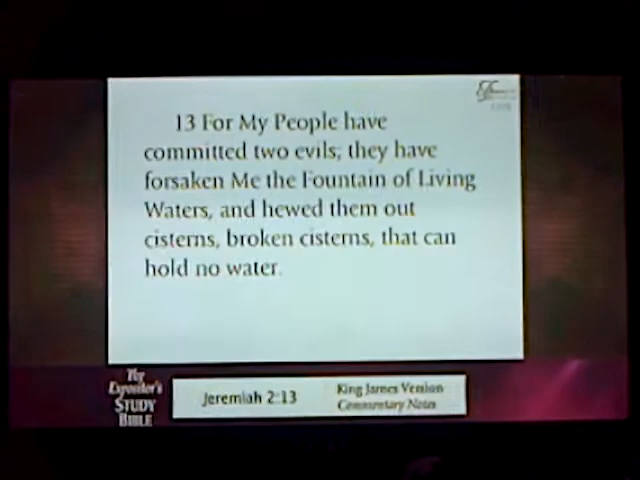 13 For My People have
committed two evils; they have
forsaken Me the Fountain of Living
Waters, and hewed them out
cisterns, broken cisterns, that can
hold no water.
The
Expositor's
STUDY
BIBLE
Jeremiah 2:13
King James Version
Commentary Notes